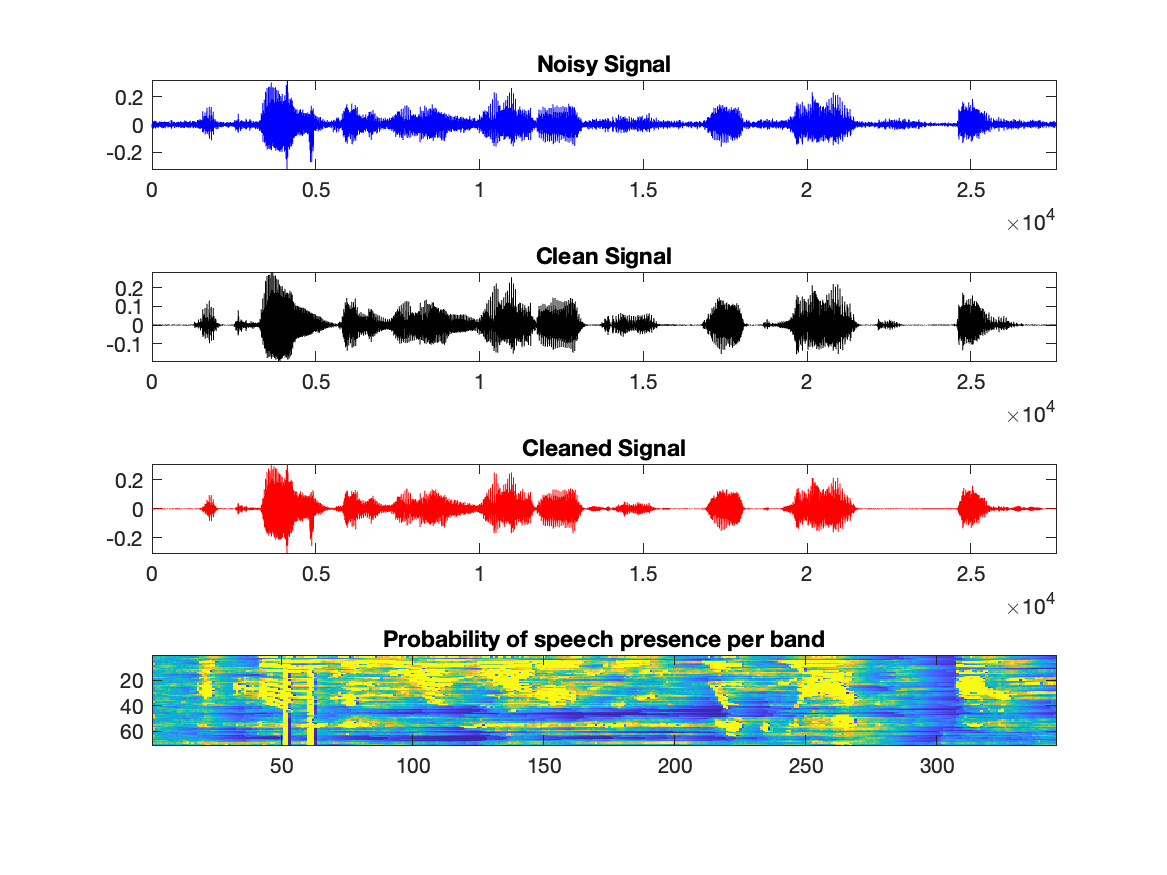 Noisy Signal
0.2
0
-0.2
0 0.5 1 1.5 2 2.5
×10^4
Clean Signal
0.2
0.1
0
-0.1
0 0.5 1 1.5 2 2.5
×10^4
Cleaned Signal
0.2
0
-0.2
0 0.5 1 1.5 2 2.5
×10^4
Probability of speech presence per band
20
40
60
50 100 150 200 250 300